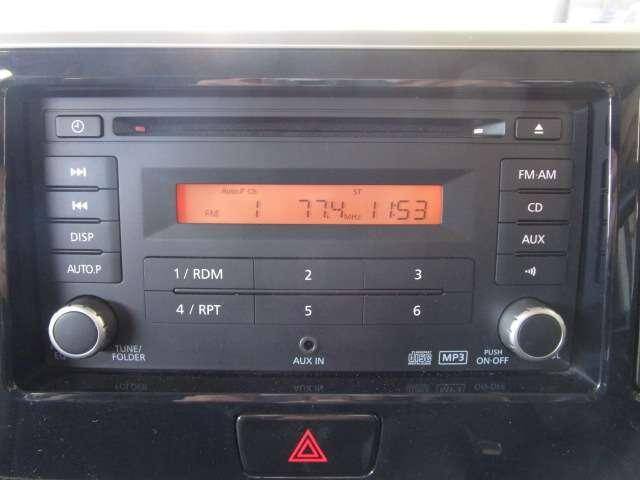 FM·AM
CD
DISP
AUX
AUTO.P
Auto.P Ch ST
FM 1 77.4 MHz 11:53
1 / RDM 2 3
4 / RPT 5 6
TUNE/
FOLDER
AUX IN
MP3
PUSH
ON·OFF